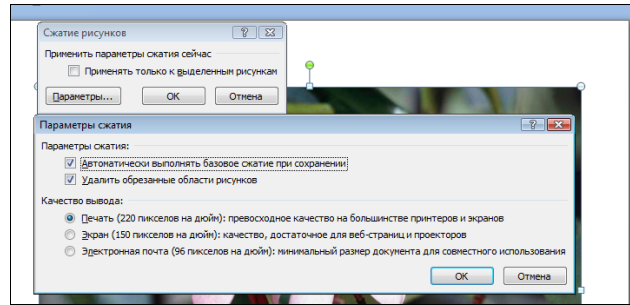 Сжатие рисунков
Применить параметры сжатия сейчас
Применять только к выделенным рисункам
Параметры... ОК Отмена
Параметры сжатия
Параметры сжатия:
Автоматически выполнять базовое сжатие при сохранении
Удалить обрезанные области рисунков
Качество вывода:
Печать (220 пикселов на дюйм): превосходное качество на большинстве принтеров и экранов
Экран (150 пикселов на дюйм): качество, достаточное для веб-страниц и проекторов
Электронная почта (96 пикселов на дюйм): минимальный размер документа для совместного использования
ОК Отмена